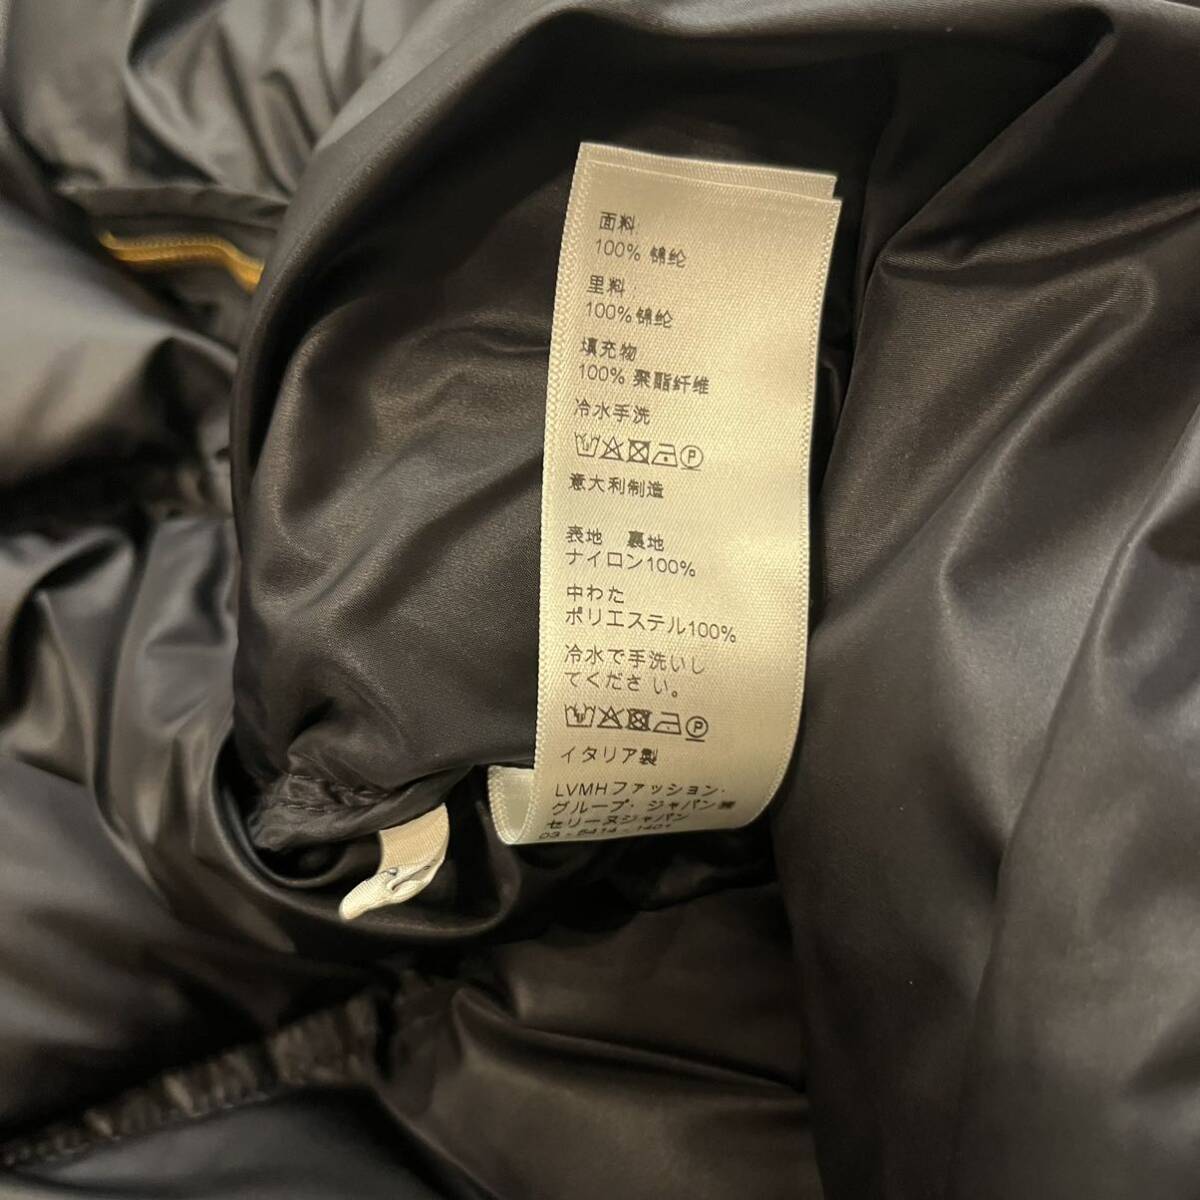 面料
100% 锦纶
里料
100% 锦纶
填充物
100% 聚酯纤维
冷水手洗
P
意大利制造
表地 裏地
ナイロン100%
中わた
ポリエステル100%
冷水で手洗いし
てください。
P
イタリア製
LVMHファッション・
グループ・ジャパン㈱
セリーヌジャパン
03-5414-1401